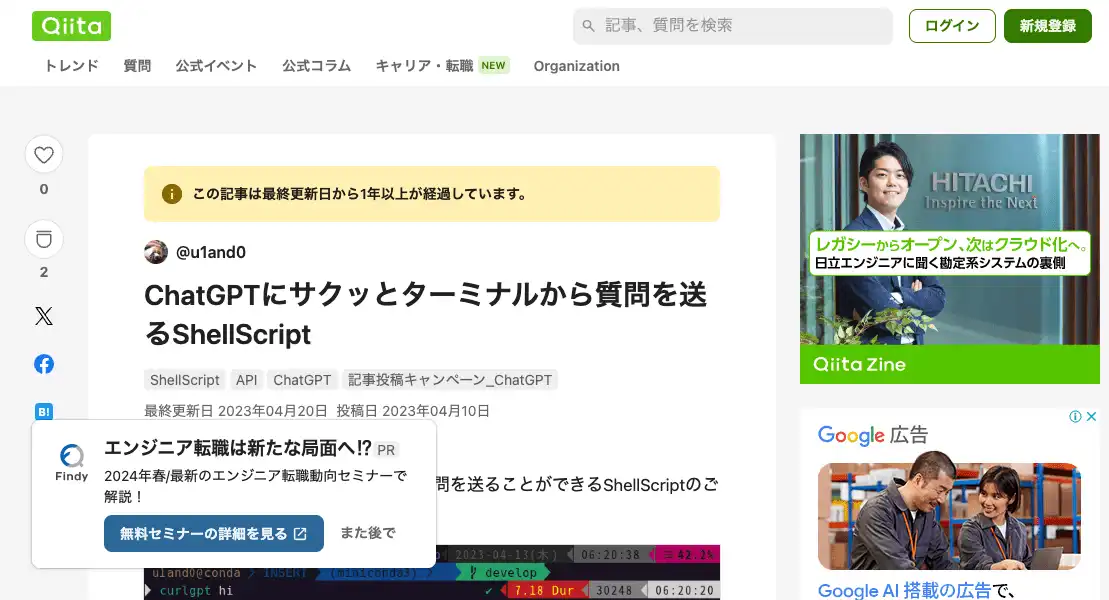 Qiita
記事、質問を検索
ログイン
新規登録
トレンド
質問
公式イベント
公式コラム
キャリア・転職 NEW
Organization
0
2
B!
この記事は最終更新日から1年以上が経過しています。
@u1and0
ChatGPTにサクッとターミナルから質問を送
るShellScript
ShellScript
API
ChatGPT
記事投稿キャンペーン_ChatGPT
最終更新日 2023年04月20日 投稿日 2023年04月10日
問を送ることができるShellScriptのご
2023-04-13(木) 06:20:38 42.2%
u1and0@conda INSERT (miniconda3) develop
curlgpt hi 7.18 Dur 30248 06:20:20
Findy
エンジニア転職は新たな局面へ!? PR
2024年春/最新のエンジニア転職動向セミナーで
解説！
無料セミナーの詳細を見る
また後で
HITACHI
Inspire the Next
レガシーからオープン、次はクラウド化へ。
日立エンジニアに聞く勘定系システムの裏側
Qiita Zine
Google 広告
Google AI 搭載の広告で、